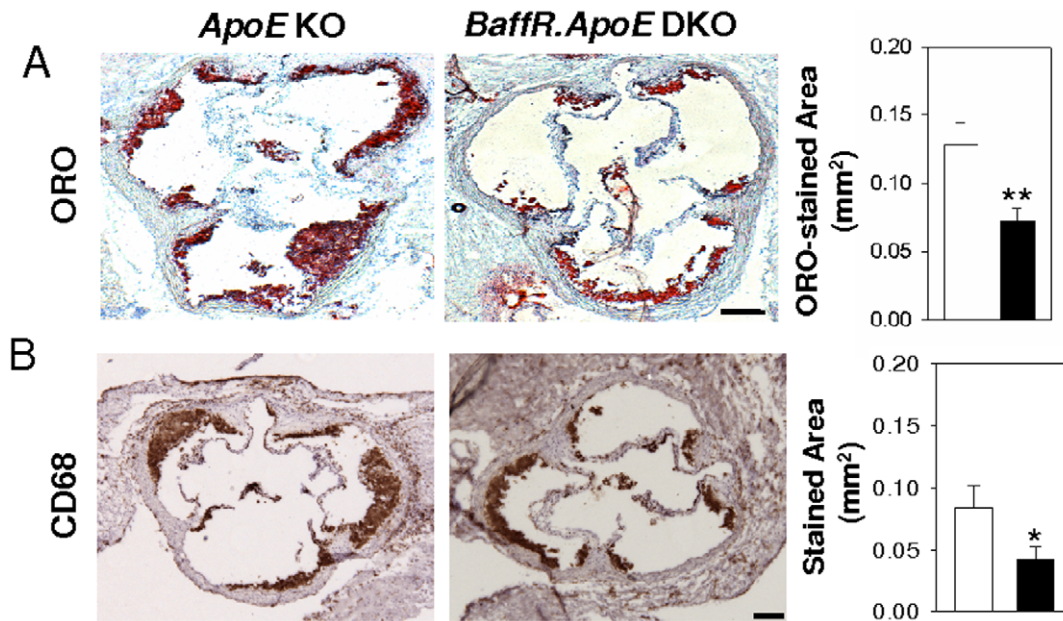 ApoE KO
BaffR.ApoE DKO
A
ORO
ORO-stained Area
(mm²)
0.20
0.15
0.10
0.05
0.00
**
B
CD68
Stained Area
(mm²)
0.20
0.15
0.10
0.05
0.00
*